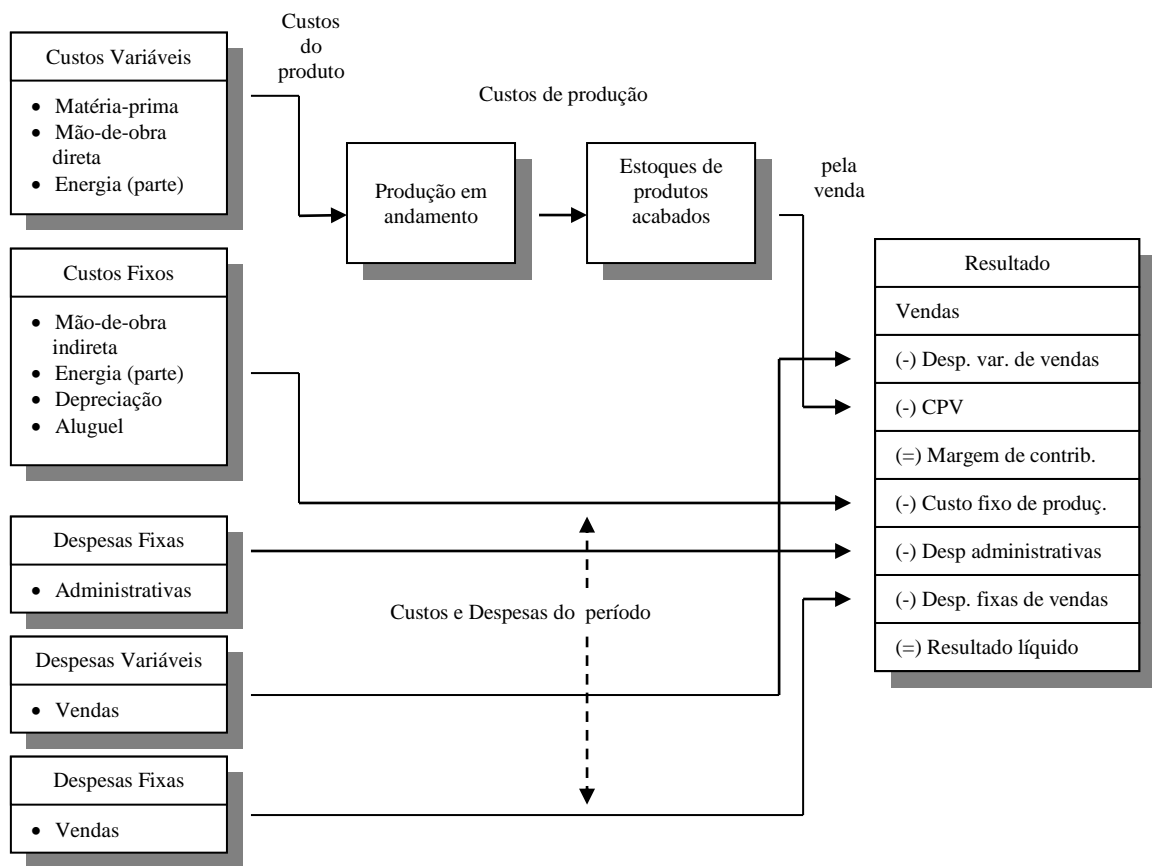 Custos Variáveis
• Matéria-prima
• Mão-de-obra
direta
• Energia (parte)
Custos
do
produto
Custos de produção
Produção em
andamento
Estoques de
produtos
acabados
pela
venda
Custos Fixos
• Mão-de-obra
indireta
• Energia (parte)
• Depreciação
• Aluguel
Despesas Fixas
• Administrativas
Custos e Despesas do período
Despesas Variáveis
• Vendas
Despesas Fixas
• Vendas
Resultado
Vendas
(-) Desp. var. de vendas
(-) CPV
(=) Margem de contrib.
(-) Custo fixo de produç.
(-) Desp administrativas
(-) Desp. fixas de vendas
(=) Resultado líquido